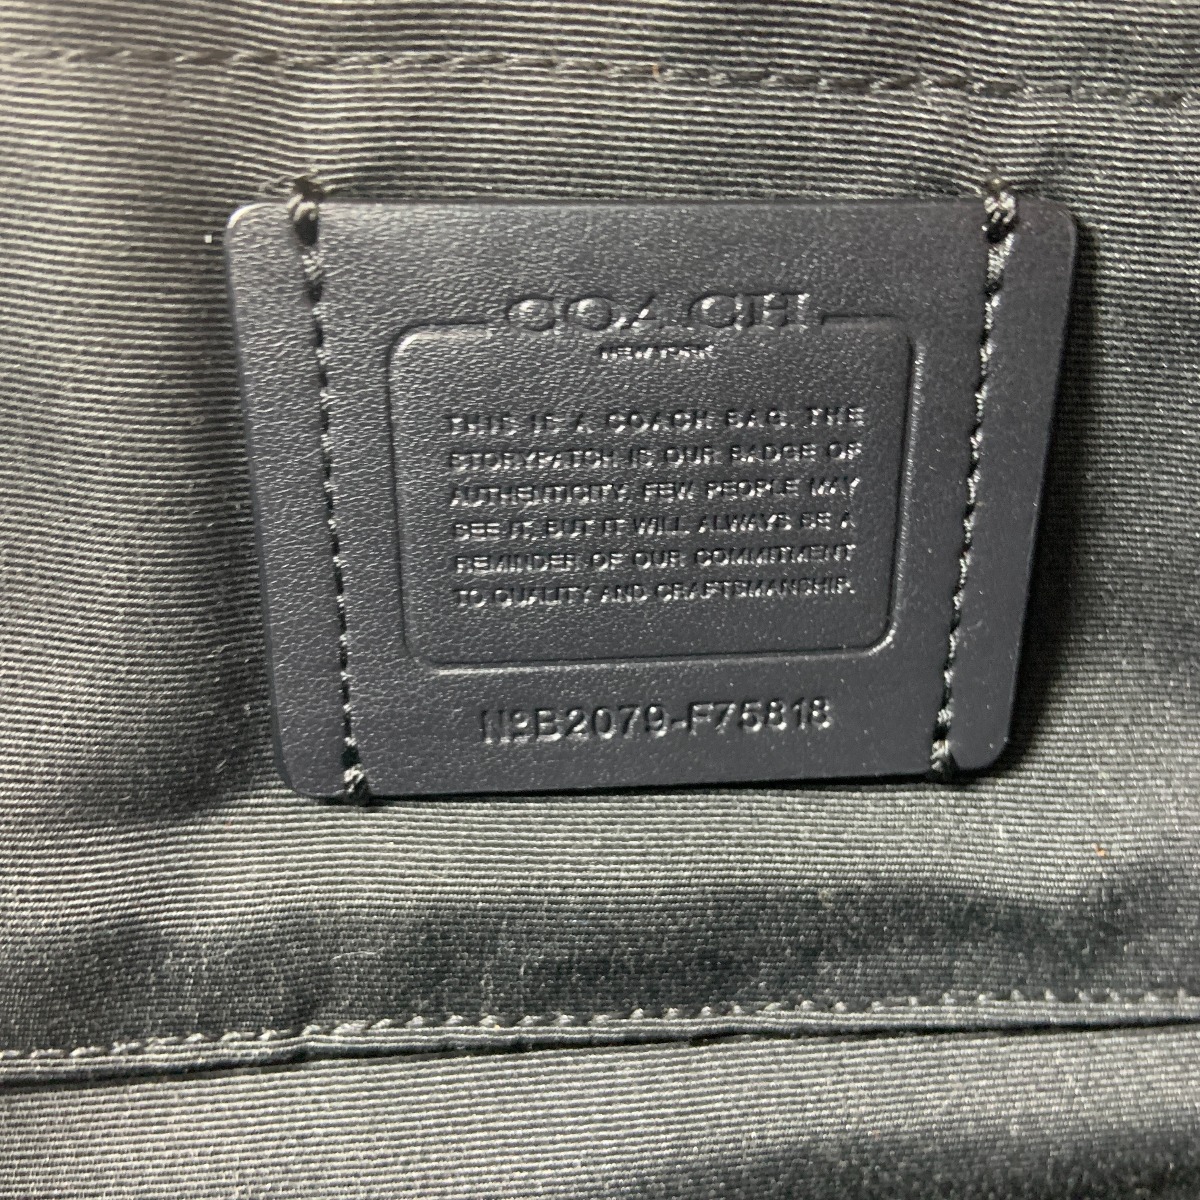 COACH
NEW YORK
THIS IS A COACH BAG. THE
STORYPATCH IS OUR BADGE OF
AUTHENTICITY. FEW PEOPLE MAY
SEE IT, BUT IT WILL ALWAYS BE A
REMINDER OF OUR COMMITMENT
TO QUALITY AND CRAFTSMANSHIP.
NºB2079-F75818